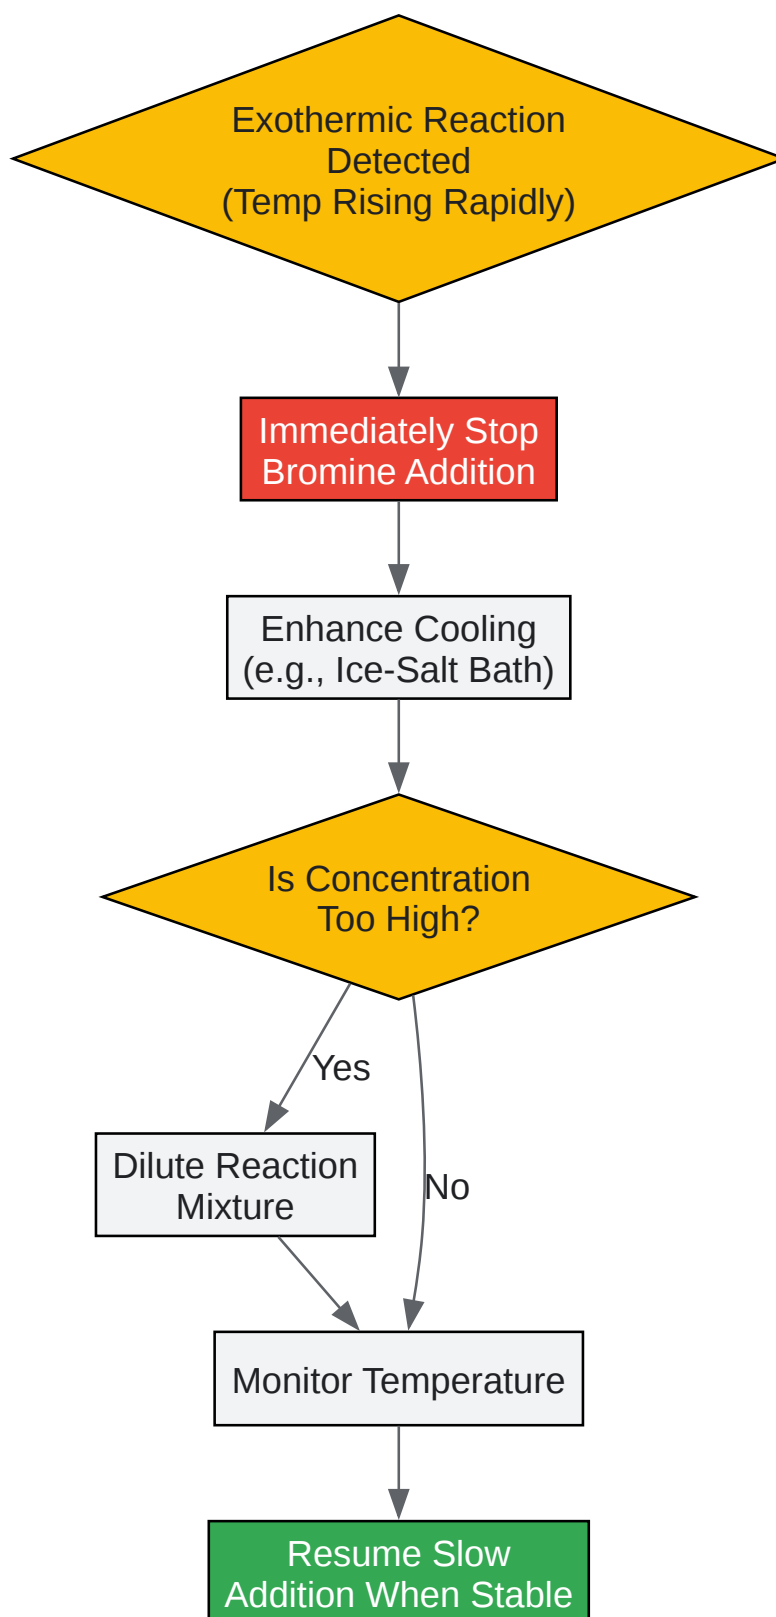 Exothermic Reaction
Detected
(Temp Rising Rapidly)
Immediately Stop
Bromine Addition
Enhance Cooling
(e.g., Ice-Salt Bath)
Is Concentration
Too High?
Yes
Dilute Reaction
Mixture
No
Monitor Temperature
Resume Slow
Addition When Stable